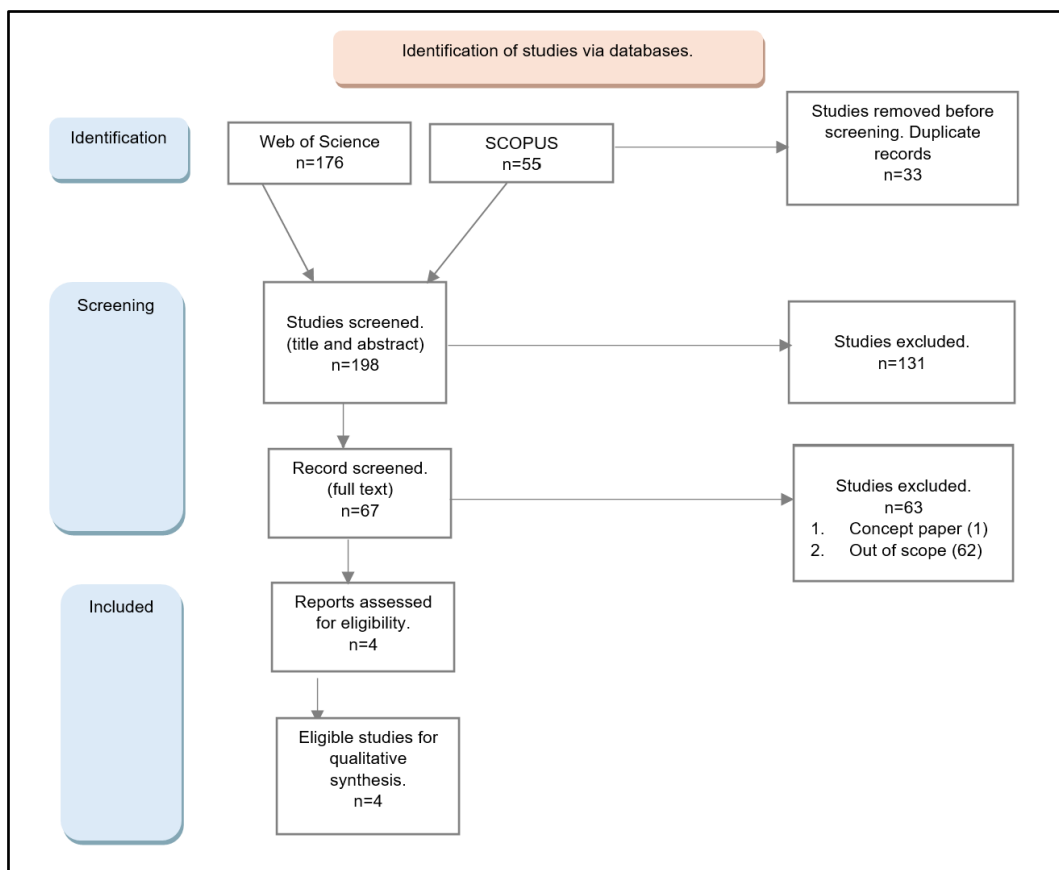 Identification of studies via databases.
Identification
Web of Science
n=176
SCOPUS
n=55
Studies removed before
screening. Duplicate
records
n=33
Screening
Studies screened.
(title and abstract)
n=198
Studies excluded.
n=131
Record screened.
(full text)
n=67
Studies excluded.
n=63
1. Concept paper (1)
2. Out of scope (62)
Included
Reports assessed
for eligibility.
n=4
Eligible studies for
qualitative
synthesis.
n=4